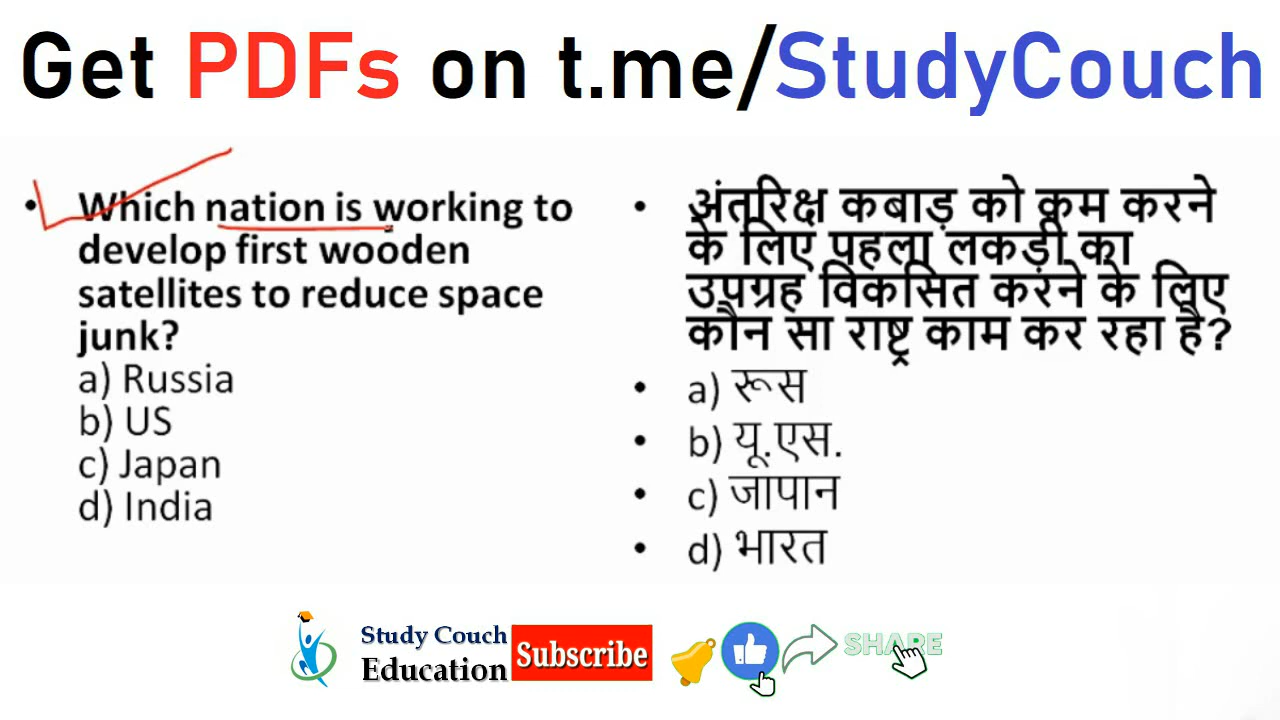 Get PDFs on t.me/StudyCouch
• Which nation is working to
develop first wooden
satellites to reduce space
junk?
a) Russia
b) US
c) Japan
d) India
• अंतरिक्ष कबाड़ को कम करने
के लिए पहला लकड़ी का
उपग्रह विकसित करने के लिए
कौन सा राष्ट्र काम कर रहा है?
• a) रूस
• b) यू.एस.
• c) जापान
• d) भारत
Study Couch
Education
Subscribe
SHARE